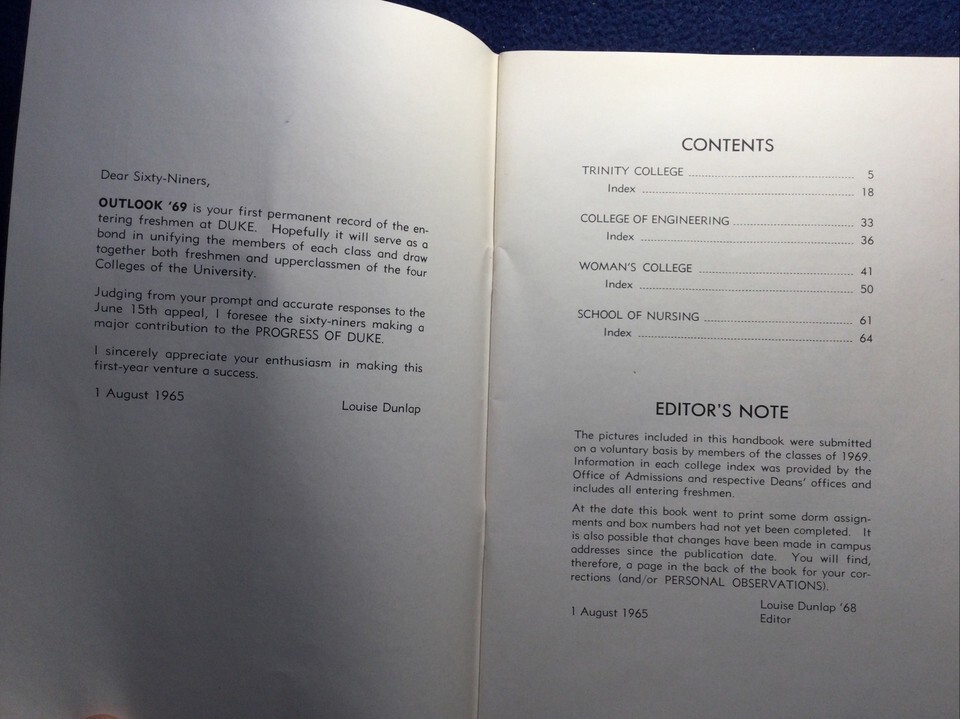 Dear Sixty-Niners,
OUTLOOK '69 is your first permanent record of the en-
tering freshmen at DUKE. Hopefully it will serve as a
bond in unifying the members of each class and draw
together both freshmen and upperclassmen of the four
Colleges of the University.
Judging from your prompt and accurate responses to the
June 15th appeal, I foresee the sixty-niners making a
major contribution to the PROGRESS OF DUKE.
I sincerely appreciate your enthusiasm in making this
first-year venture a success.
1 August 1965
Louise Dunlap
CONTENTS
TRINITY COLLEGE 5
Index 18
COLLEGE OF ENGINEERING 33
Index 36
WOMAN'S COLLEGE 41
Index 50
SCHOOL OF NURSING 61
Index 64
EDITOR'S NOTE
The pictures included in this handbook were submitted
on a voluntary basis by members of the classes of 1969.
Information in each college index was provided by the
Office of Admissions and respective Deans' offices and
includes all entering freshmen.
At the date this book went to print some dorm assign-
ments and box numbers had not yet been completed. It
is also possible that changes have been made in campus
addresses since the publication date. You will find,
therefore, a page in the back of the book for your cor-
rections (and/or PERSONAL OBSERVATIONS).
1 August 1965
Louise Dunlap '68
Editor